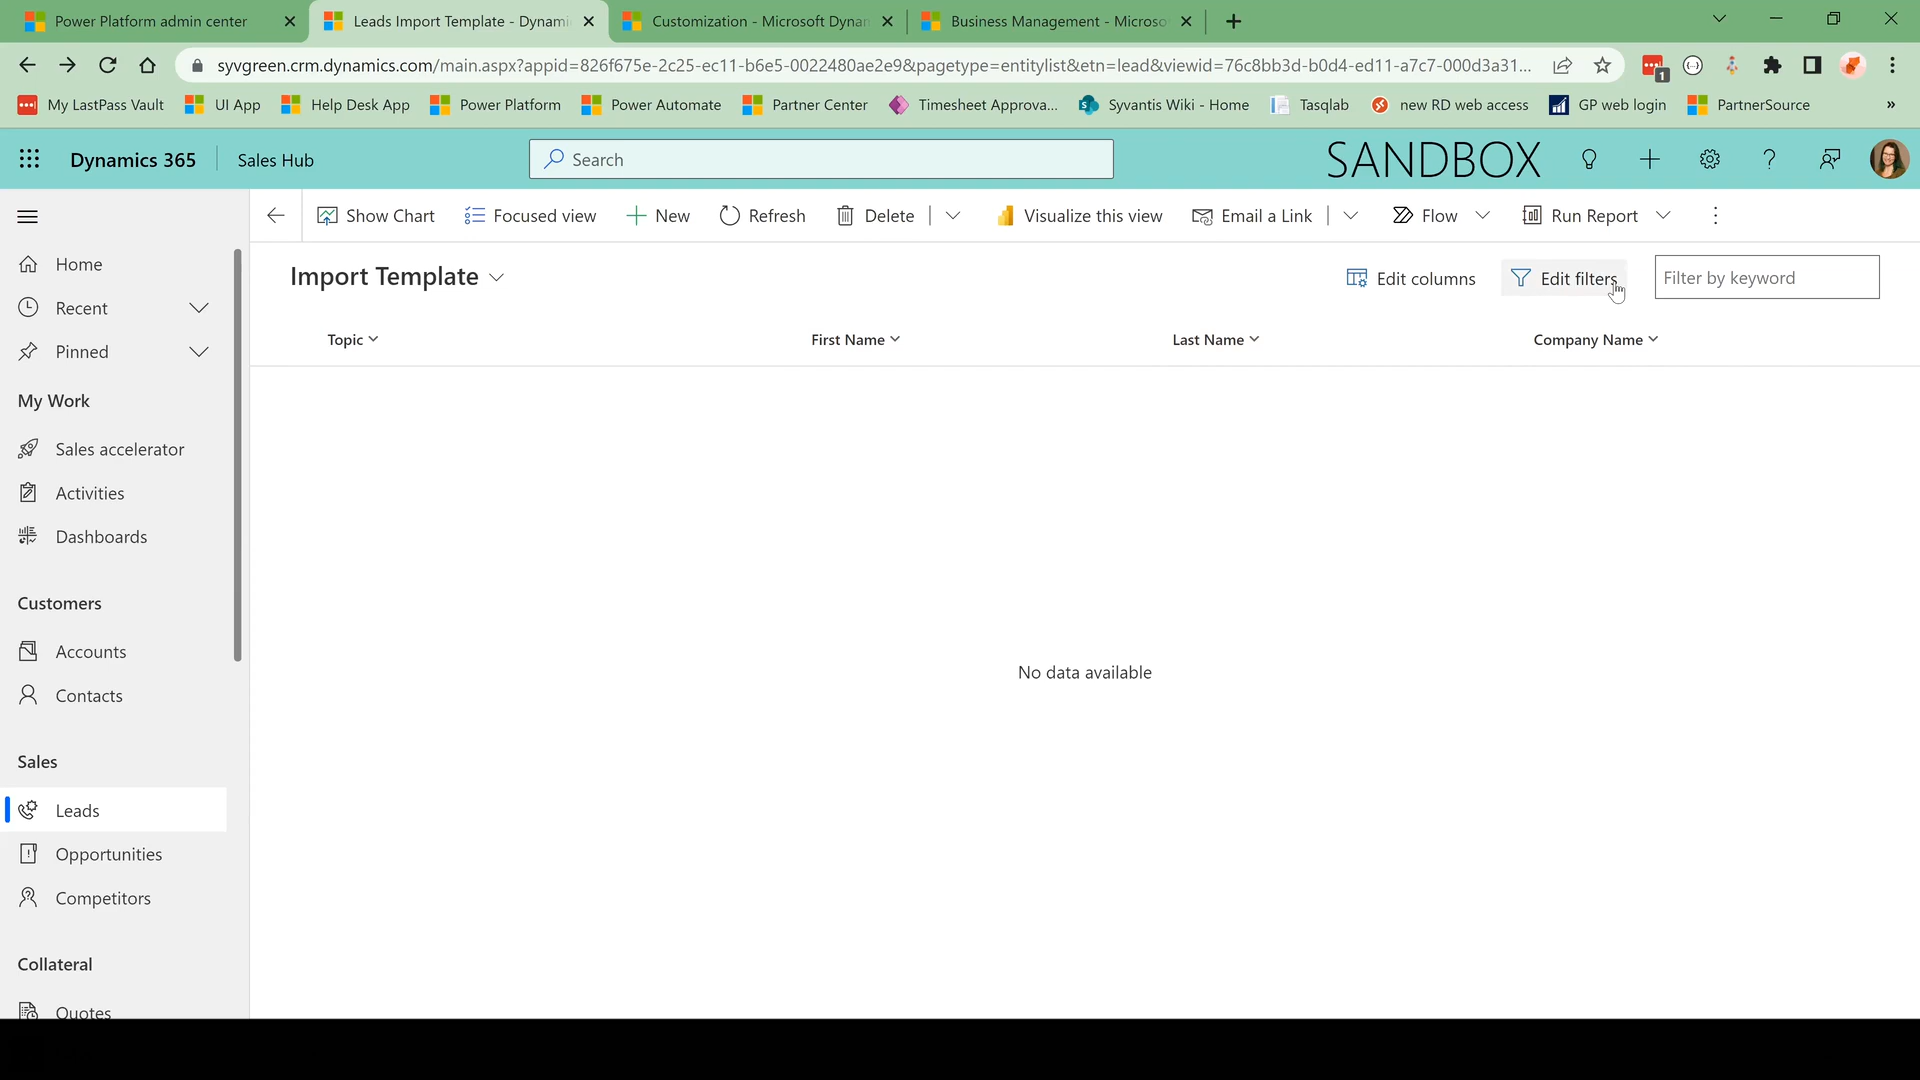 Power Platform admin center
Leads Import Template - Dynami
Customization - Microsoft Dynan
Business Management - Microso
syvgreen.crm.dynamics.com/main.aspx?appid=826f675e-2c25-ec11-b6e5-0022480ae2e9&pagetype=entitylist&etn=lead&viewid=76c8bb3d-b0d4-ed11-a7c7-000d3a31...
1
My LastPass Vault
UI App
Help Desk App
Power Platform
Power Automate
Partner Center
Timesheet Approva...
Syvantis Wiki - Home
Tasqlab
new RD web access
GP web login
PartnerSource
»
Dynamics 365
Sales Hub
Search
SANDBOX
Show Chart
Focused view
New
Refresh
Delete
Visualize this view
Email a Link
Flow
Run Report
Home
Recent
Pinned
My Work
Sales accelerator
Activities
Dashboards
Customers
Accounts
Contacts
Sales
Leads
Opportunities
Competitors
Collateral
Quotes
Import Template
Edit columns
Edit filters
Filter by keyword
Topic
First Name
Last Name
Company Name
No data available